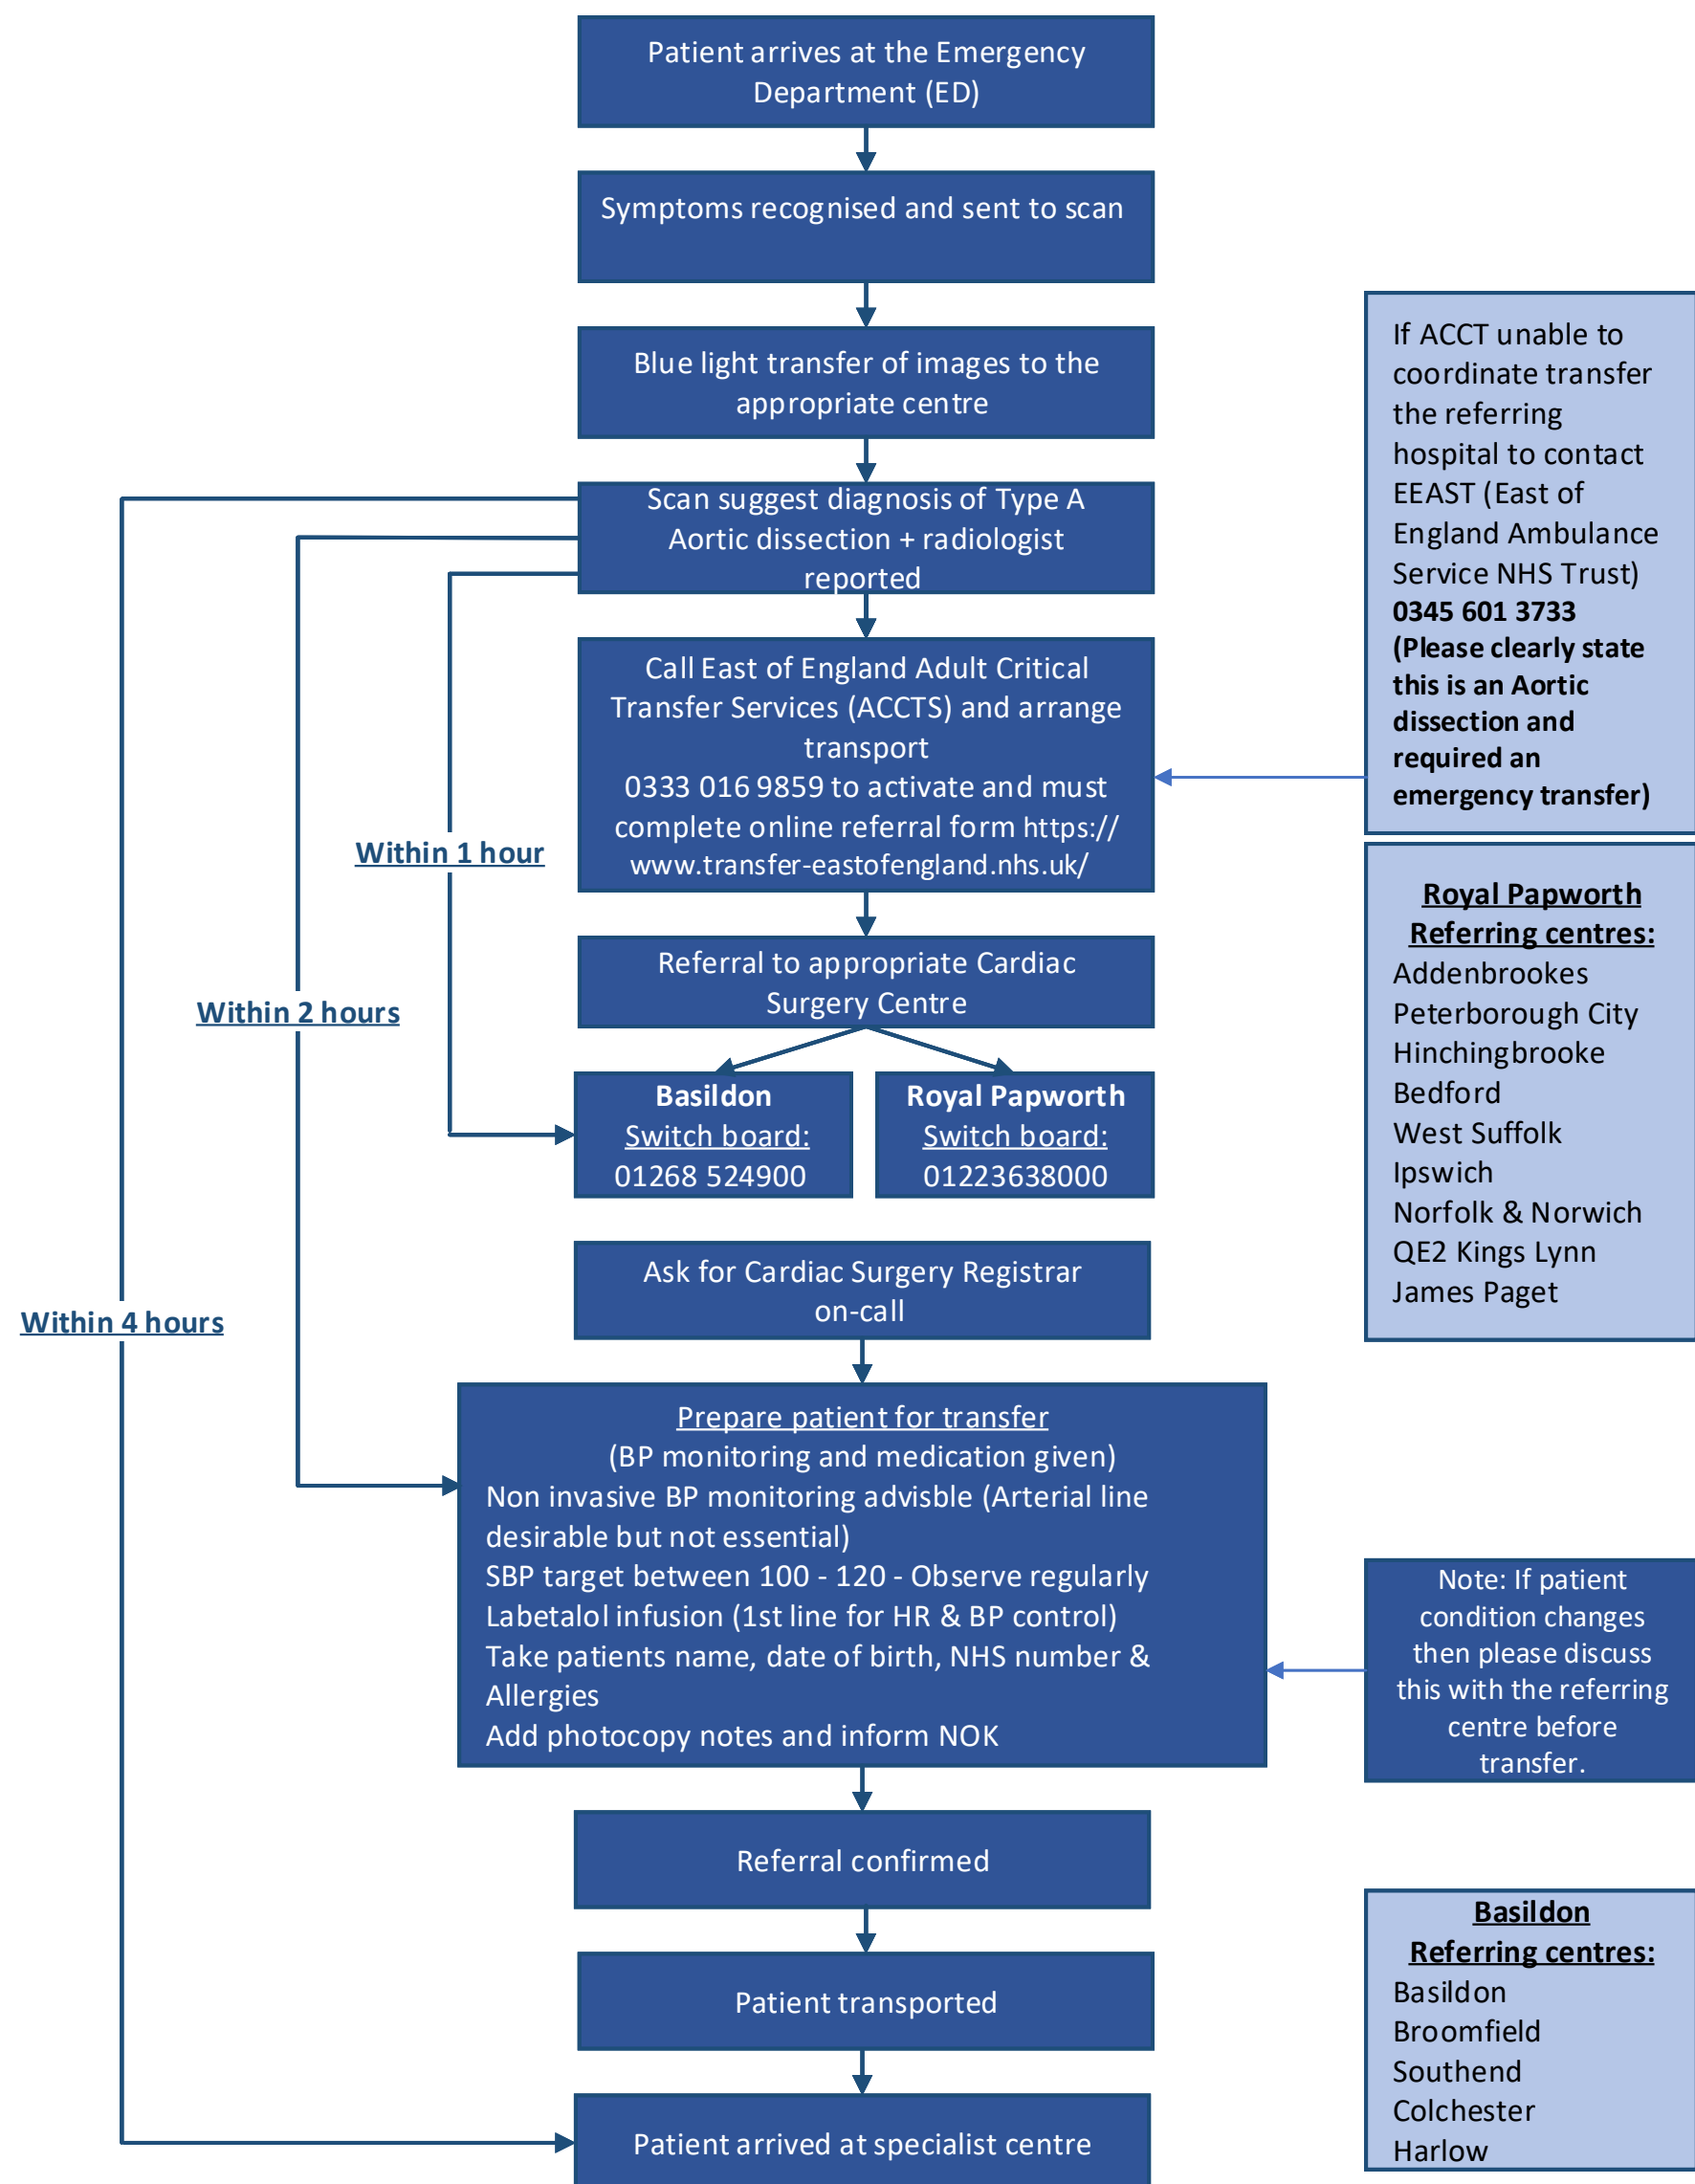 Patient arrives at the Emergency
Department (ED)
Symptoms recognised and sent to scan
Blue light transfer of images to the
appropriate centre
Scan suggest diagnosis of Type A
Aortic dissection + radiologist
reported
Call East of England Adult Critical
Transfer Services (ACCTS) and arrange
transport
0333 016 9859 to activate and must
complete online referral form https://
www.transfer-eastofengland.nhs.uk/
If ACCT unable to
coordinate transfer
the referring
hospital to contact
EEAST (East of
England Ambulance
Service NHS Trust)
0345 601 3733
(Please clearly state
this is an Aortic
dissection and
required an
emergency transfer)
Within 1 hour
Within 2 hours
Within 4 hours
Referral to appropriate Cardiac
Surgery Centre
Basildon
Switch board:
01268 524900
Royal Papworth
Switch board:
01223638000
Royal Papworth
Referring centres:
Addenbrookes
Peterborough City
Hinchingbrooke
Bedford
West Suffolk
Ipswich
Norfolk & Norwich
QE2 Kings Lynn
James Paget
Ask for Cardiac Surgery Registrar
on-call
Prepare patient for transfer
(BP monitoring and medication given)
Non invasive BP monitoring advisble (Arterial line
desirable but not essential)
SBP target between 100 - 120 - Observe regularly
Labetalol infusion (1st line for HR & BP control)
Take patients name, date of birth, NHS number &
Allergies
Add photocopy notes and inform NOK
Note: If patient
condition changes
then please discuss
this with the referring
centre before
transfer.
Referral confirmed
Patient transported
Patient arrived at specialist centre
Basildon
Referring centres:
Basildon
Broomfield
Southend
Colchester
Harlow